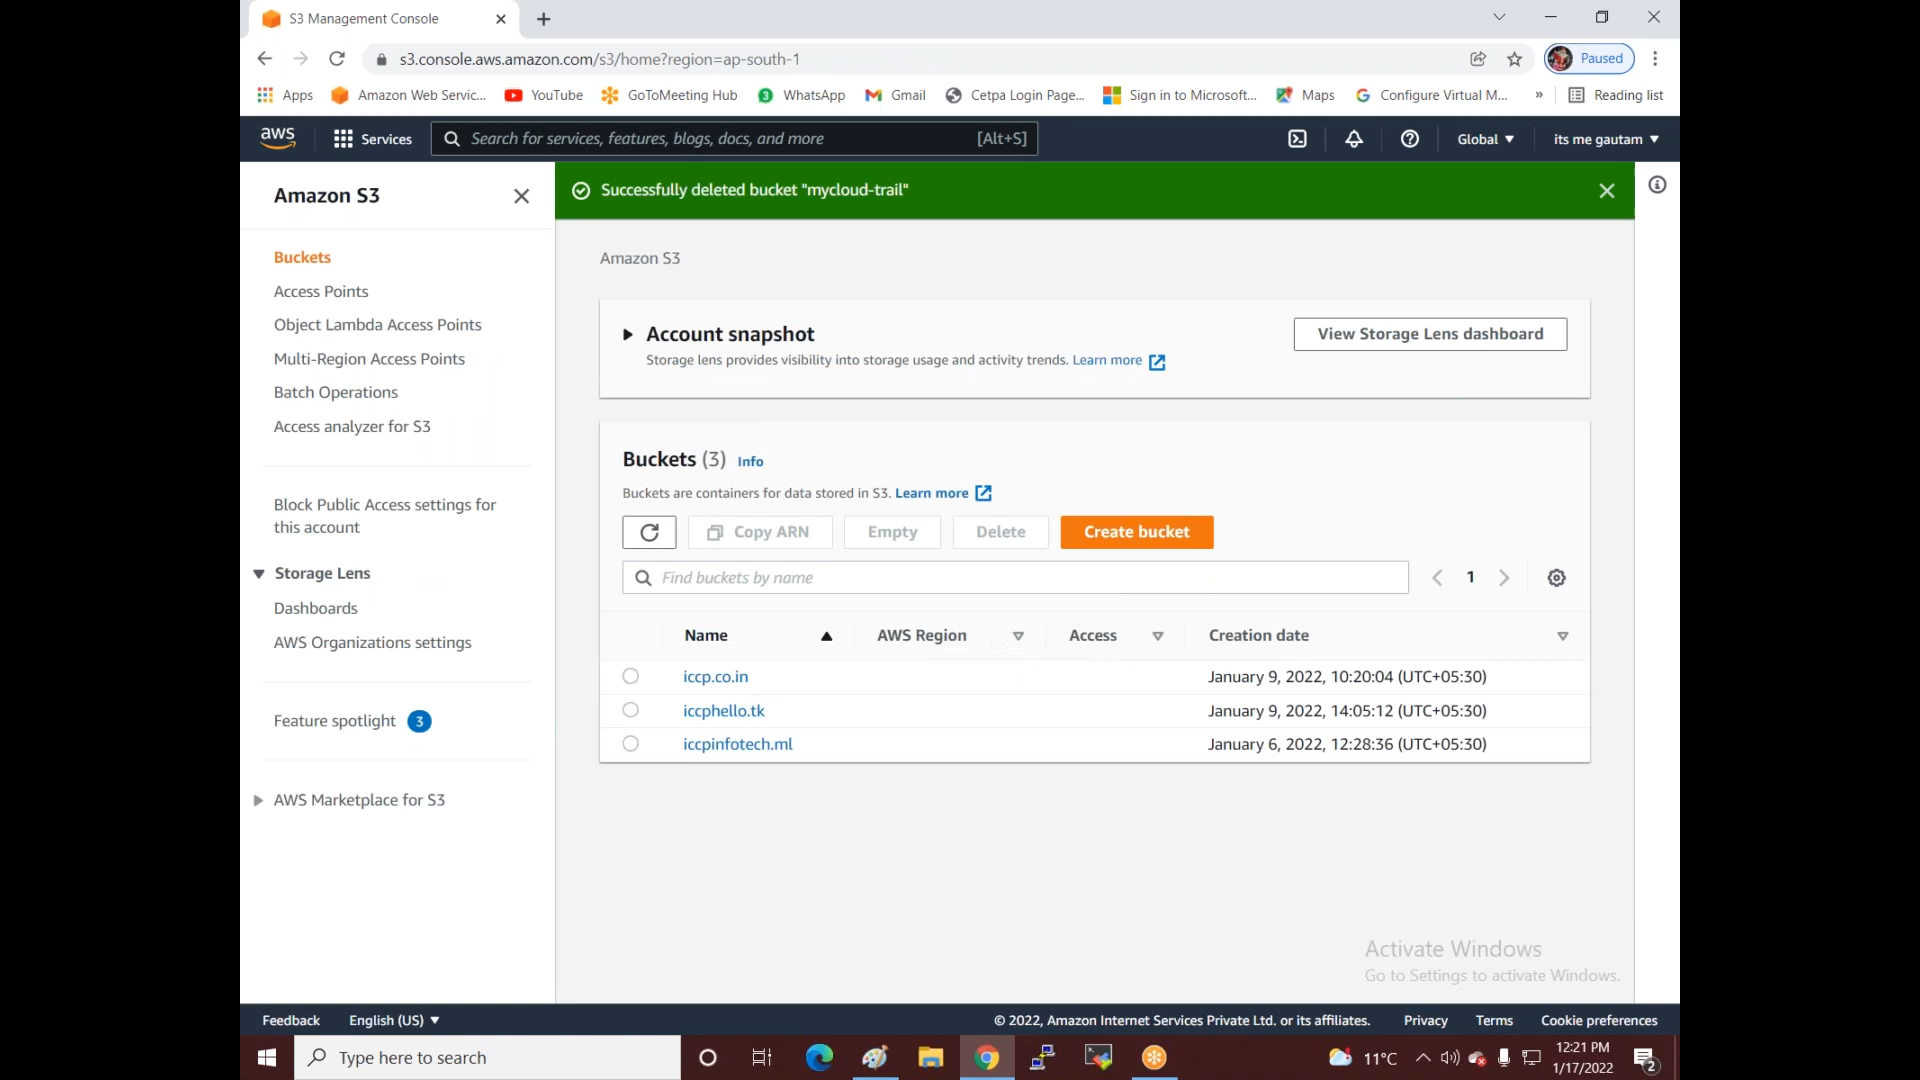 S3 Management Console
s3.console.aws.amazon.com/s3/home?region=ap-south-1
Paused
Apps
Amazon Web Servic...
YouTube
GoToMeeting Hub
3
WhatsApp
Gmail
Cetpa Login Page...
Sign in to Microsoft...
Maps
Configure Virtual M...
»
Reading list
aws
Services
Search for services, features, blogs, docs, and more
[Alt+S]
Global
its me gautam
Amazon S3
Successfully deleted bucket "mycloud-trail"
Buckets
Access Points
Object Lambda Access Points
Multi-Region Access Points
Batch Operations
Access analyzer for S3
Block Public Access settings for
this account
Storage Lens
Dashboards
AWS Organizations settings
Feature spotlight 3
AWS Marketplace for S3
Amazon S3
Account snapshot
Storage lens provides visibility into storage usage and activity trends. Learn more
View Storage Lens dashboard
Buckets (3) Info
Buckets are containers for data stored in S3. Learn more
Copy ARN
Empty
Delete
Create bucket
Find buckets by name
1
Name
AWS Region
Access
Creation date
iccp.co.in January 9, 2022, 10:20:04 (UTC+05:30)
iccphello.tk January 9, 2022, 14:05:12 (UTC+05:30)
iccpinfotech.ml January 6, 2022, 12:28:36 (UTC+05:30)
Activate Windows
Go to Settings to activate Windows.
Feedback
English (US)
© 2022, Amazon Internet Services Private Ltd. or its affiliates.
Privacy
Terms
Cookie preferences
Type here to search
11°C
12:21 PM
1/17/2022
2